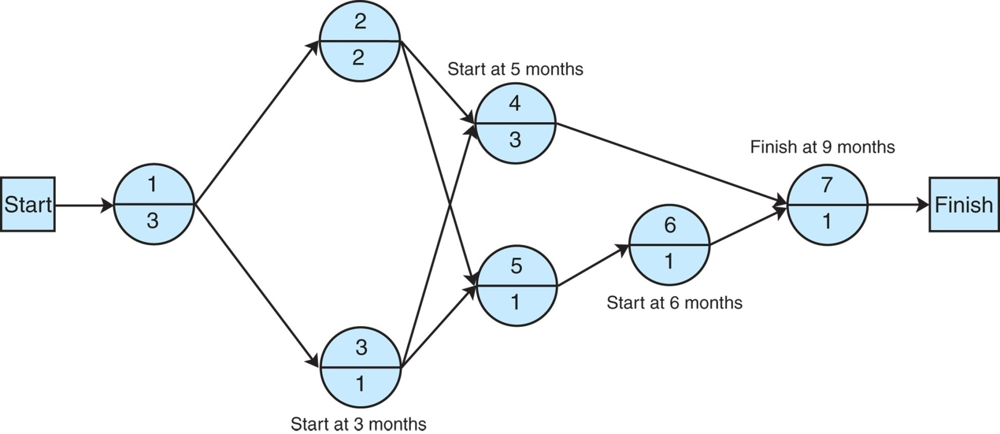 Start
1
3
2
2
3
1
Start at 3 months
Start at 5 months
4
3
5
1
6
1
Start at 6 months
Finish at 9 months
7
1
Finish